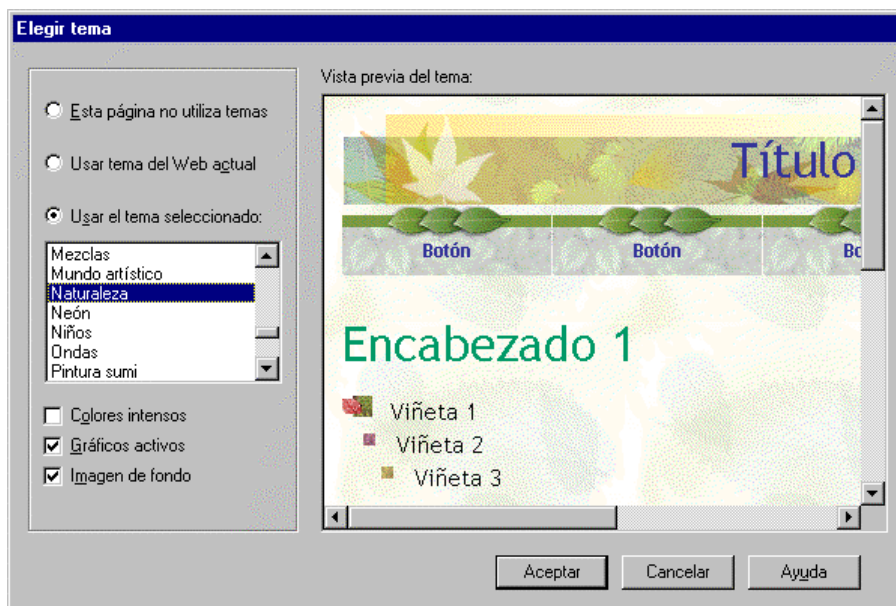 Elegir tema
Esta página no utiliza temas
Usar tema del Web actual
Usar el tema seleccionado:
Mezclas
Mundo artístico
Naturaleza
Neón
Niños
Ondas
Pintura sumi
Colores intensos
Gráficos activos
Imagen de fondo
Vista previa del tema:
Título
Botón Botón Bo
Encabezado 1
Viñeta 1
Viñeta 2
Viñeta 3
Aceptar Cancelar Ayuda